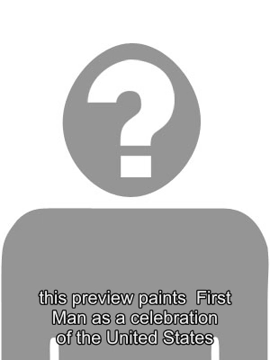 ?
this preview paints  First
Man as a celebration
of the United States